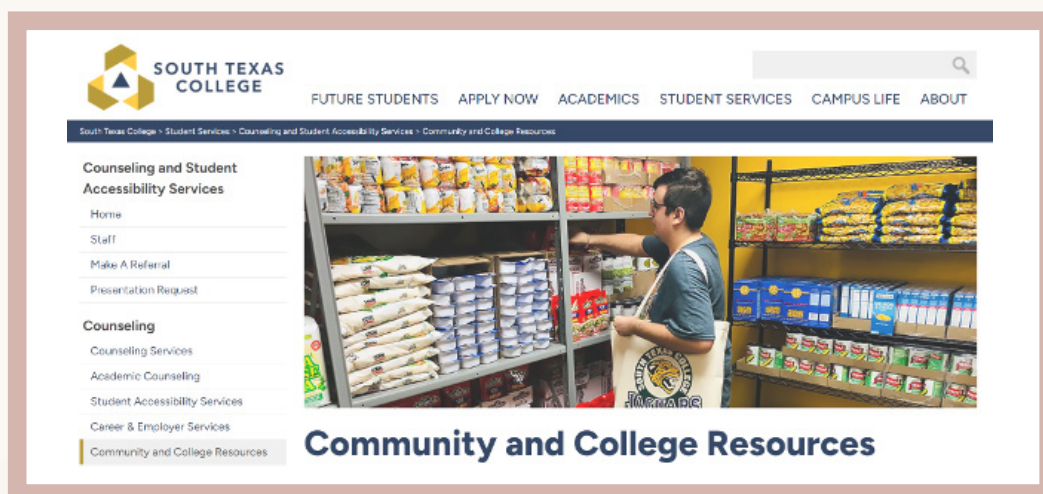 SOUTH TEXAS
COLLEGE
FUTURE STUDENTS APPLY NOW ACADEMICS STUDENT SERVICES CAMPUS LIFE ABOUT
South Texas College > Student Services > Counseling and Student Accessibility Services > Community and College Resources
Counseling and Student
Accessibility Services
Home
Staff
Make A Referral
Presentation Request
Counseling
Counseling Services
Academic Counseling
Student Accessibility Services
Career & Employer Services
Community and College Resources
SOUTH TEXAS COLLEGE
JAGUARS
Community and College Resources